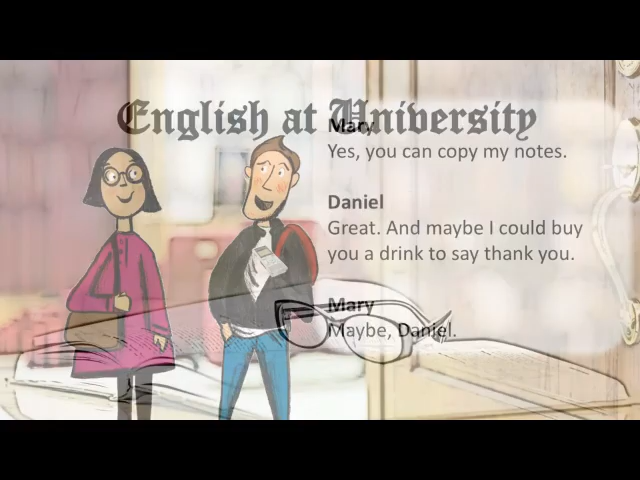 English at University
Mary
Yes, you can copy my notes.
Daniel
Great. And maybe I could buy
you a drink to say thank you.
Mary
Maybe, Daniel.